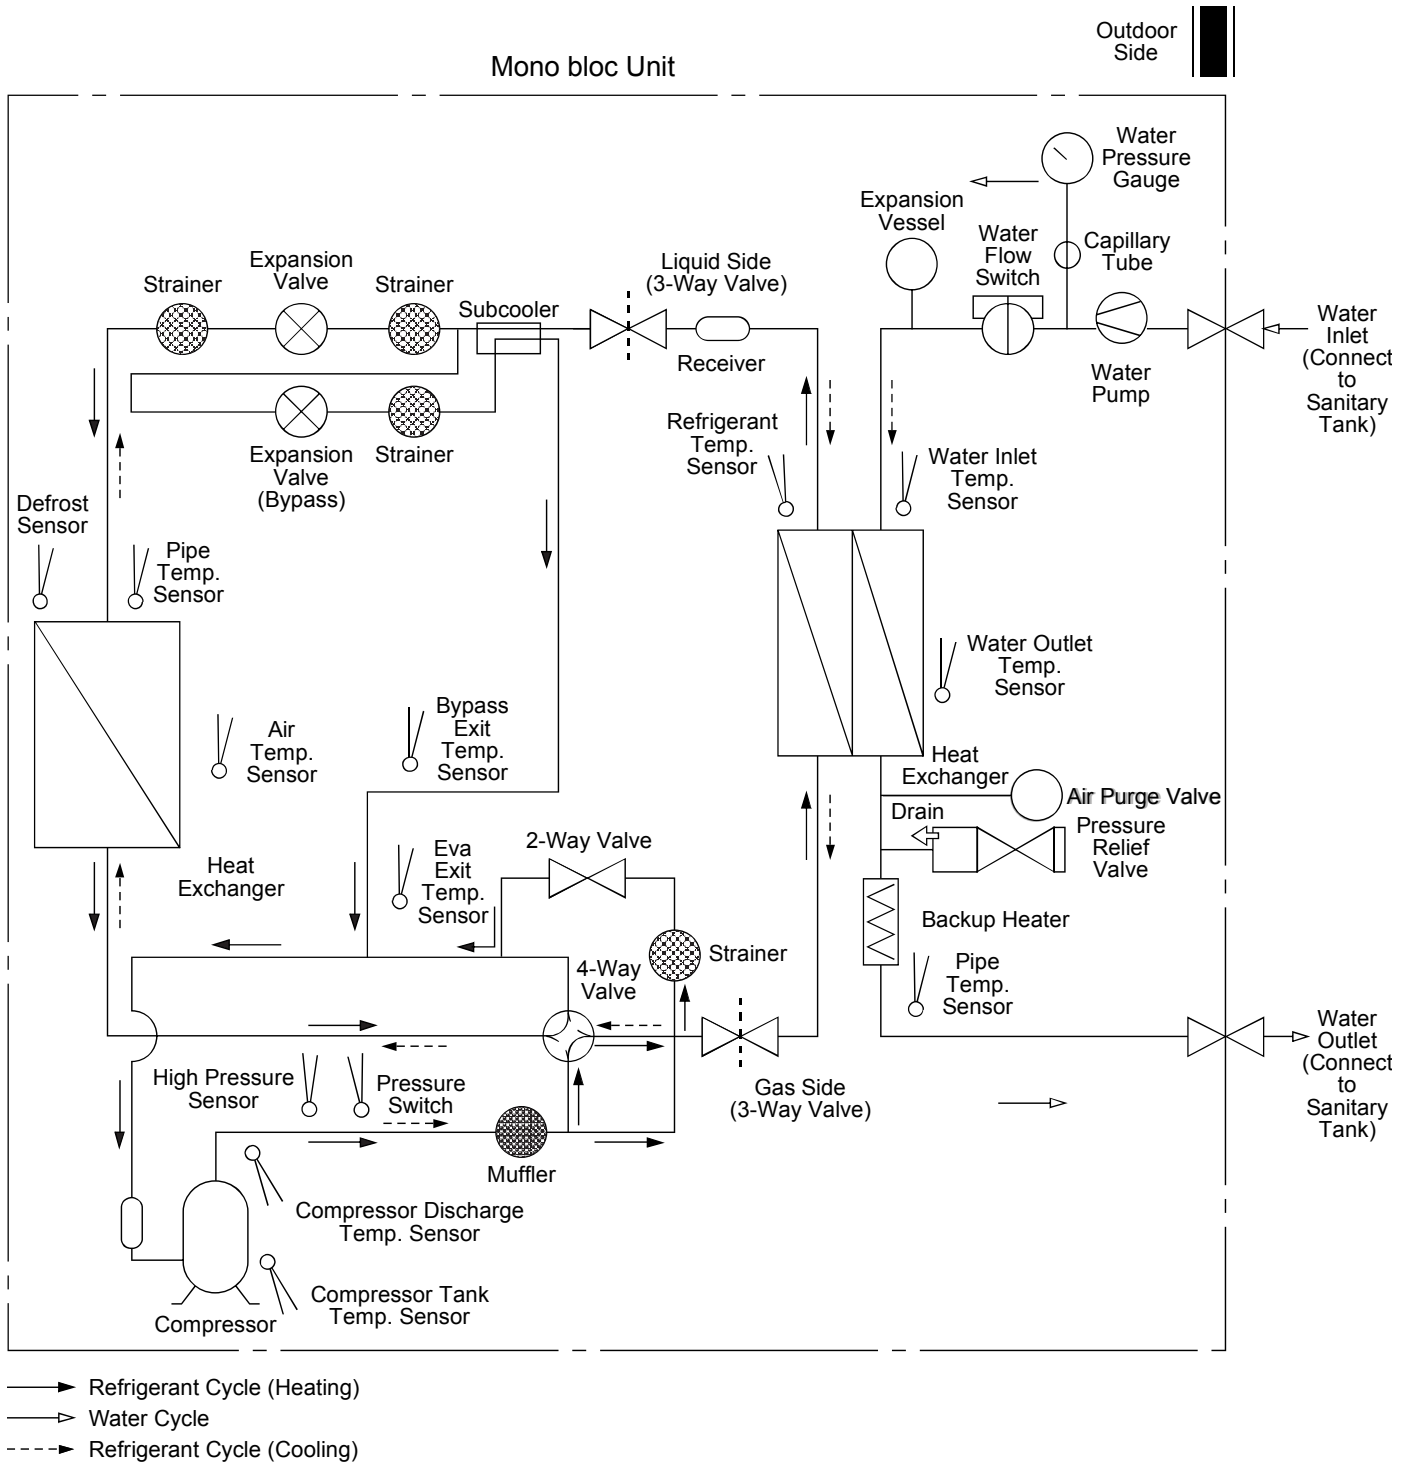 Outdoor
Side
Mono bloc Unit
Water
Pressure
Gauge
Expansion
Vessel
Water
Flow
Switch
Capillary
Tube
Strainer
Expansion
Valve
Strainer
Subcooler
Liquid Side
(3-Way Valve)
Receiver
Water
Pump
Water
Inlet
(Connect
to
Sanitary
Tank)
Refrigerant
Temp.
Sensor
Water Inlet
Temp.
Sensor
Expansion
Valve
(Bypass)
Strainer
Defrost
Sensor
Pipe
Temp.
Sensor
Water Outlet
Temp.
Sensor
Air
Temp.
Sensor
Bypass
Exit
Temp.
Sensor
Heat
Exchanger
Air Purge Valve
Drain
Pressure
Relief
Valve
2-Way Valve
Eva
Exit
Temp.
Sensor
Heat
Exchanger
Backup Heater
Strainer
4-Way
Valve
Pipe
Temp.
Sensor
Water
Outlet
(Connect
to
Sanitary
Tank)
High Pressure
Sensor
Pressure
Switch
Gas Side
(3-Way Valve)
Muffler
Compressor Discharge
Temp. Sensor
Compressor Tank
Temp. Sensor
Compressor
Refrigerant Cycle (Heating)
Water Cycle
Refrigerant Cycle (Cooling)